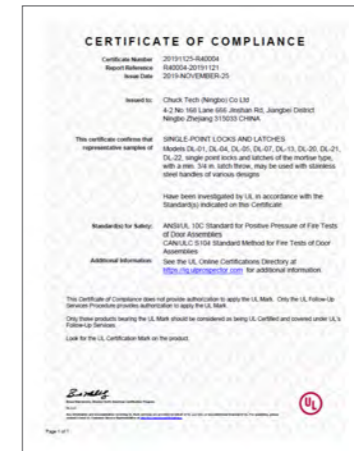 CERTIFICATE OF COMPLIANCE
Certificate Number 20191125-R40004
Report Reference R40004-20191121
Issue Date 2019-NOVEMBER-25
Issued to: Chuck Tech (Ningbo) Co Ltd
4-2 No.168 Lane 666 Jinshan Rd, Jiangbei District
Ningbo Zhejiang 315033 CHINA
This certificate confirms that SINGLE-POINT LOCKS AND LATCHES
representative samples of Models DL-01, DL-04, DL-05, DL-07, DL-13, DL-20, DL-21,
DL-22, single point locks and latches of the mortise type,
with a min. 3/4 in. latch throw, may be used with stainless
steel handles of various designs
Have been investigated by UL in accordance with the
Standard(s) indicated on this Certificate.
Standard(s) for Safety: ANSI/UL 10C Standard for Positive Pressure of Fire Tests
of Door Assemblies
CAN/ULC S104 Standard Method for Fire Tests of Door
Assemblies
Additional Information: See the UL Online Certifications Directory at
https://iq.ulprospector.com for additional information
This Certificate of Compliance does not provide authorization to apply the UL Mark. Only the UL Follow-Up
Services Procedure provides authorization to apply the UL Mark.
Only those products bearing the UL Mark should be considered as being UL Certified and covered under UL's
Follow-Up Services.
Look for the UL Certification Mark on the product.
UL
Page 1 of 1